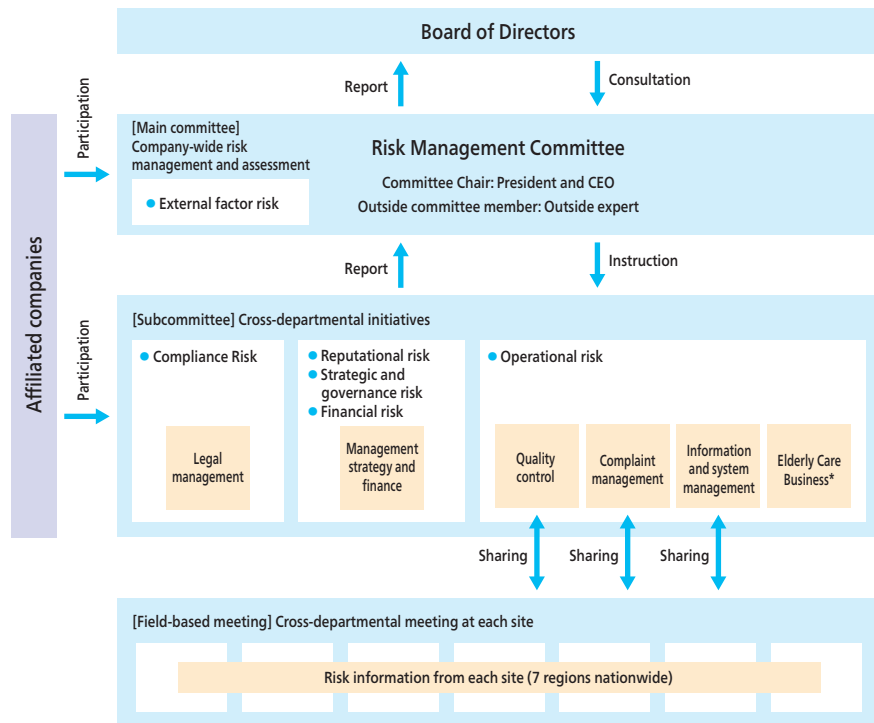 Board of Directors
Report
Consultation
Participation
Affiliated companies
[Main committee]
Company-wide risk
management and assessment
● External factor risk
Risk Management Committee
Committee Chair: President and CEO
Outside committee member: Outside expert
Report
Instruction
Participation
[Subcommittee] Cross-departmental initiatives
● Compliance Risk
Legal
management
● Reputational risk
● Strategic and
governance risk
● Financial risk
Management
strategy and
finance
● Operational risk
Quality
control
Complaint
management
Information
and system
management
Elderly Care
Business*
Sharing
Sharing
Sharing
[Field-based meeting] Cross-departmental meeting at each site
Risk information from each site (7 regions nationwide)